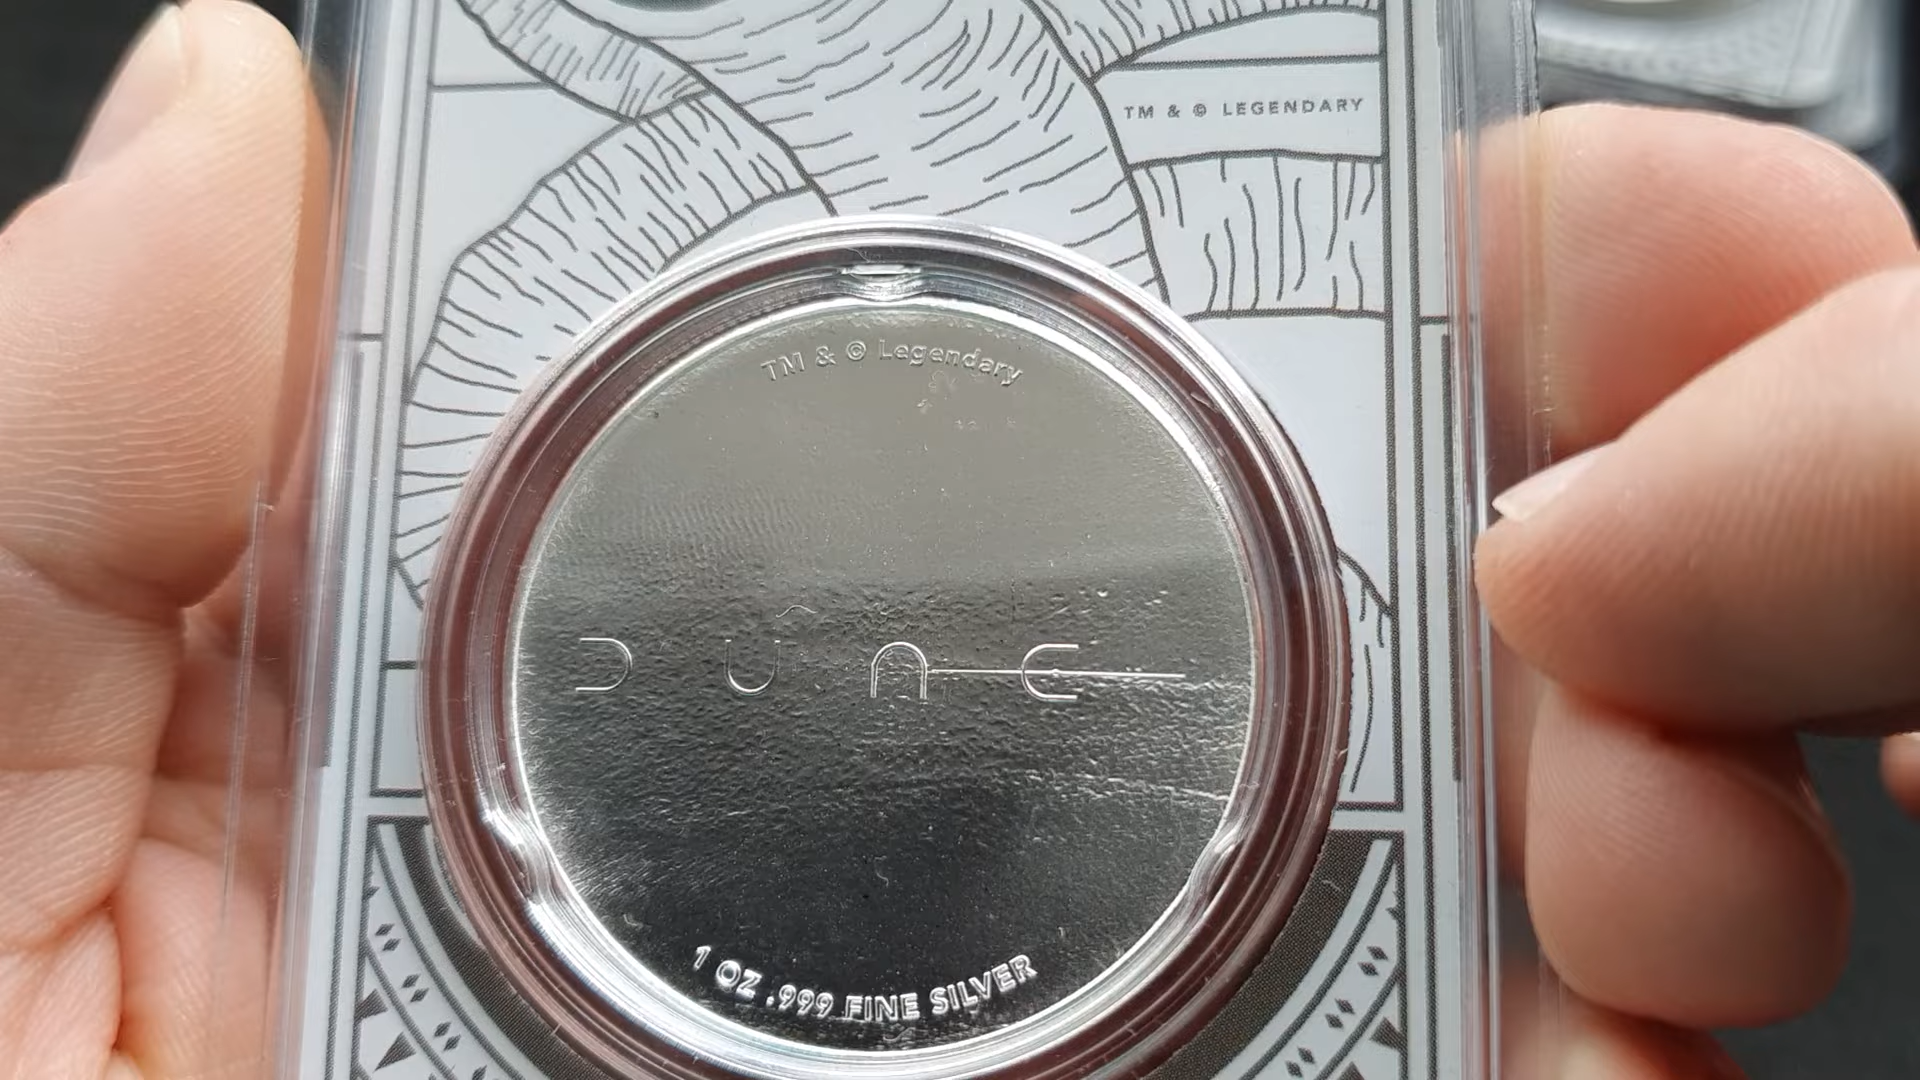 TM & © LEGENDARY
TM & © Legendary
DUNE
1 OZ .999 FINE SILVER